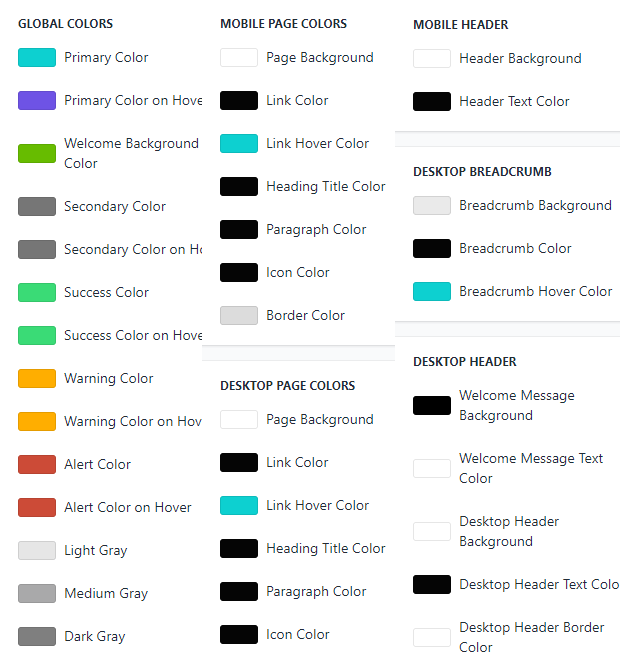 GLOBAL COLORS
Primary Color
Primary Color on Hove
Welcome Background
Color
Secondary Color
Secondary Color on Ho
Success Color
Success Color on Hove
Warning Color
Warning Color on Hov
Alert Color
Alert Color on Hover
Light Gray
Medium Gray
Dark Gray
MOBILE PAGE COLORS
Page Background
Link Color
Link Hover Color
Heading Title Color
Paragraph Color
Icon Color
Border Color
DESKTOP PAGE COLORS
Page Background
Link Color
Link Hover Color
Heading Title Color
Paragraph Color
Icon Color
MOBILE HEADER
Header Background
Header Text Color
DESKTOP BREADCRUMB
Breadcrumb Background
Breadcrumb Color
Breadcrumb Hover Color
DESKTOP HEADER
Welcome Message
Background
Welcome Message Text
Color
Desktop Header
Background
Desktop Header Text Colo
Desktop Header Border
Color